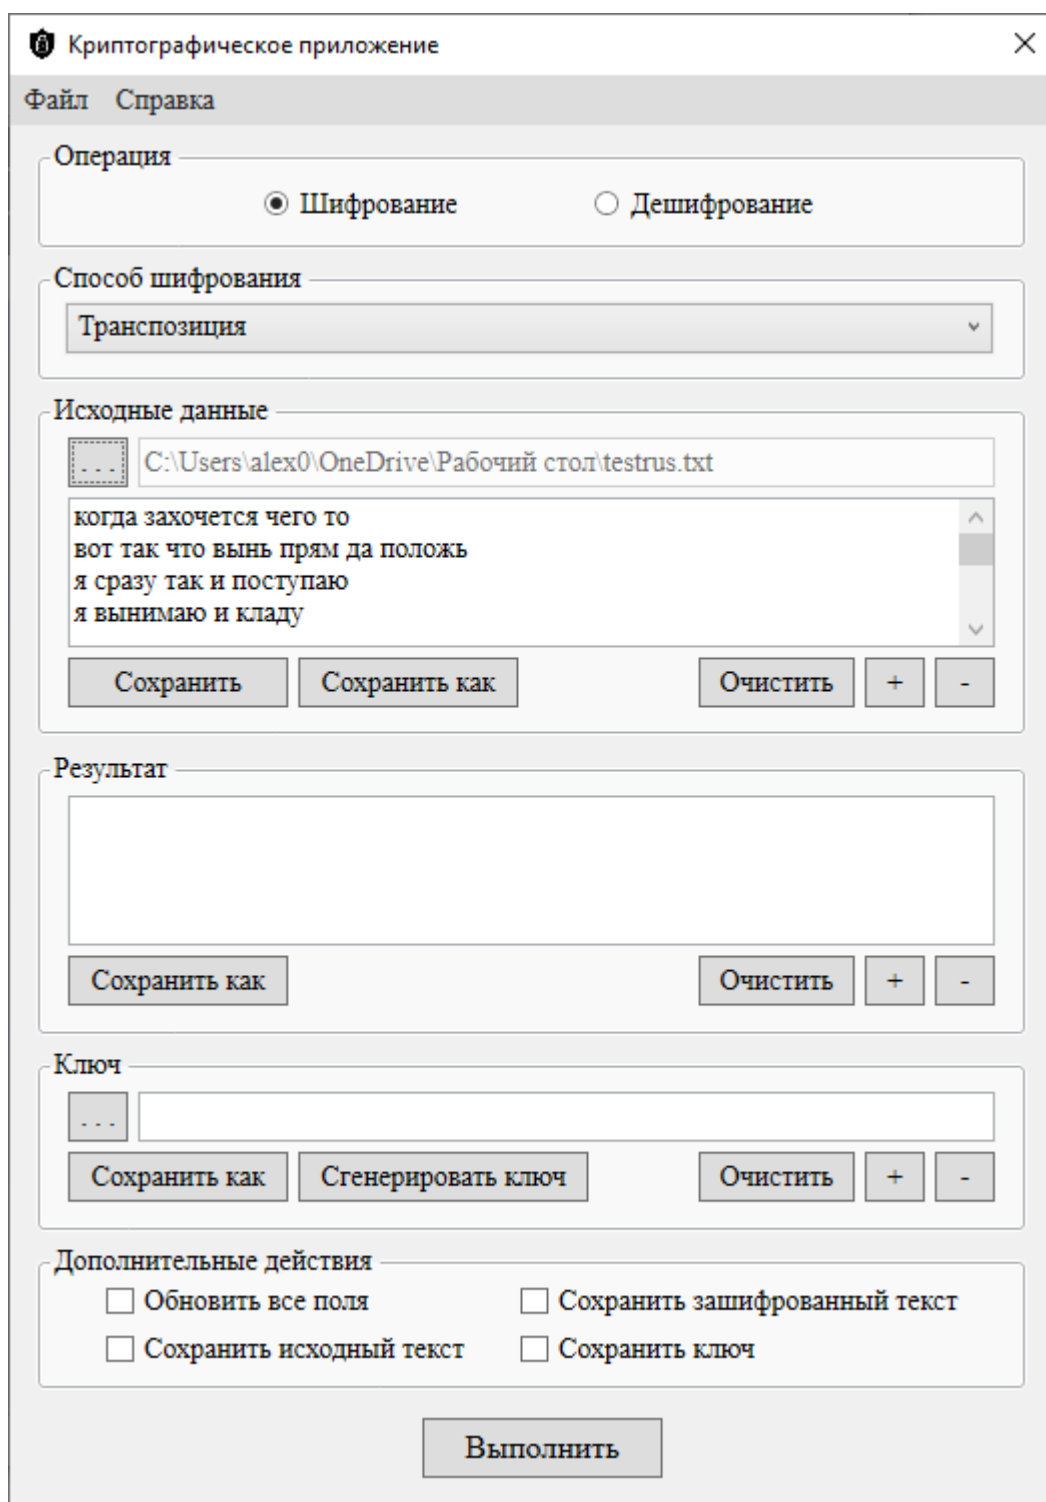 Криптографическое приложение
Файл Справка
Операция
Шифрование Дешифрование
Способ шифрования
Транспозиция
Исходные данные
... C:\Users\alex0\OneDrive\Рабочий стол\testrus.txt
когда захочется чего то
вот так что вынь прям да положь
я сразу так и поступаю
я вынимаю и кладу
Сохранить Сохранить как Очистить + -
Результат
Сохранить как Очистить + -
Ключ
...
Сохранить как Сгенерировать ключ Очистить + -
Дополнительные действия
Обновить все поля Сохранить зашифрованный текст
Сохранить исходный текст Сохранить ключ
Выполнить